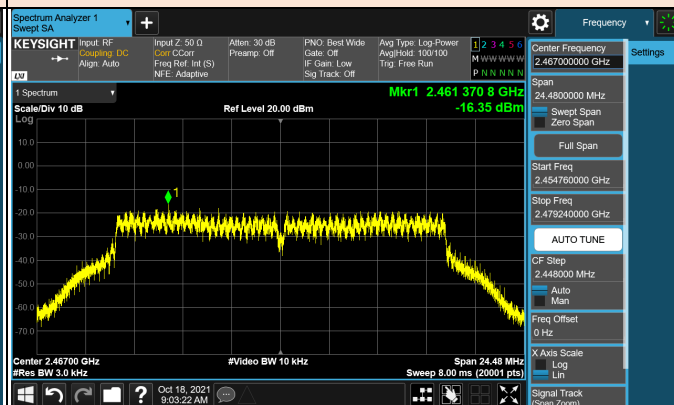 Spectrum Analyzer 1
Swept SA
Frequency
Settings
KEYSIGHT
Input: RF
Coupling: DC
Align: Auto
Input Z: 50 Ω
Corr CCorr
Freq Ref: Int (S)
NFE: Adaptive
Atten: 30 dB
Preamp: Off
PNO: Best Wide
Gate: Off
IF Gain: Low
Sig Track: Off
Avg Type: Log-Power
Avg|Hold: 100/100
Trig: Free Run
1 2 3 4 5 6
M W W W W W
P N N N N N
LXI
1 Spectrum
Scale/Div 10 dB
Log
Ref Level 20.00 dBm
Mkr1 2.461 370 8 GHz
-16.35 dBm
10.0
0.00
-10.0
-20.0
-30.0
-40.0
-50.0
-60.0
-70.0
1
Center 2.46700 GHz
#Res BW 3.0 kHz
#Video BW 10 kHz
Span 24.48 MHz
Sweep 8.00 ms (20001 pts)
Center Frequency
2.467000000 GHz
Span
24.4800000 MHz
Swept Span
Zero Span
Full Span
Start Freq
2.454760000 GHz
Stop Freq
2.479240000 GHz
AUTO TUNE
CF Step
2.448000 MHz
Auto
Man
Freq Offset
0 Hz
X Axis Scale
Log
Lin
Signal Track
(Span Zoom)
?
Oct 18, 2021
9:03:22 AM